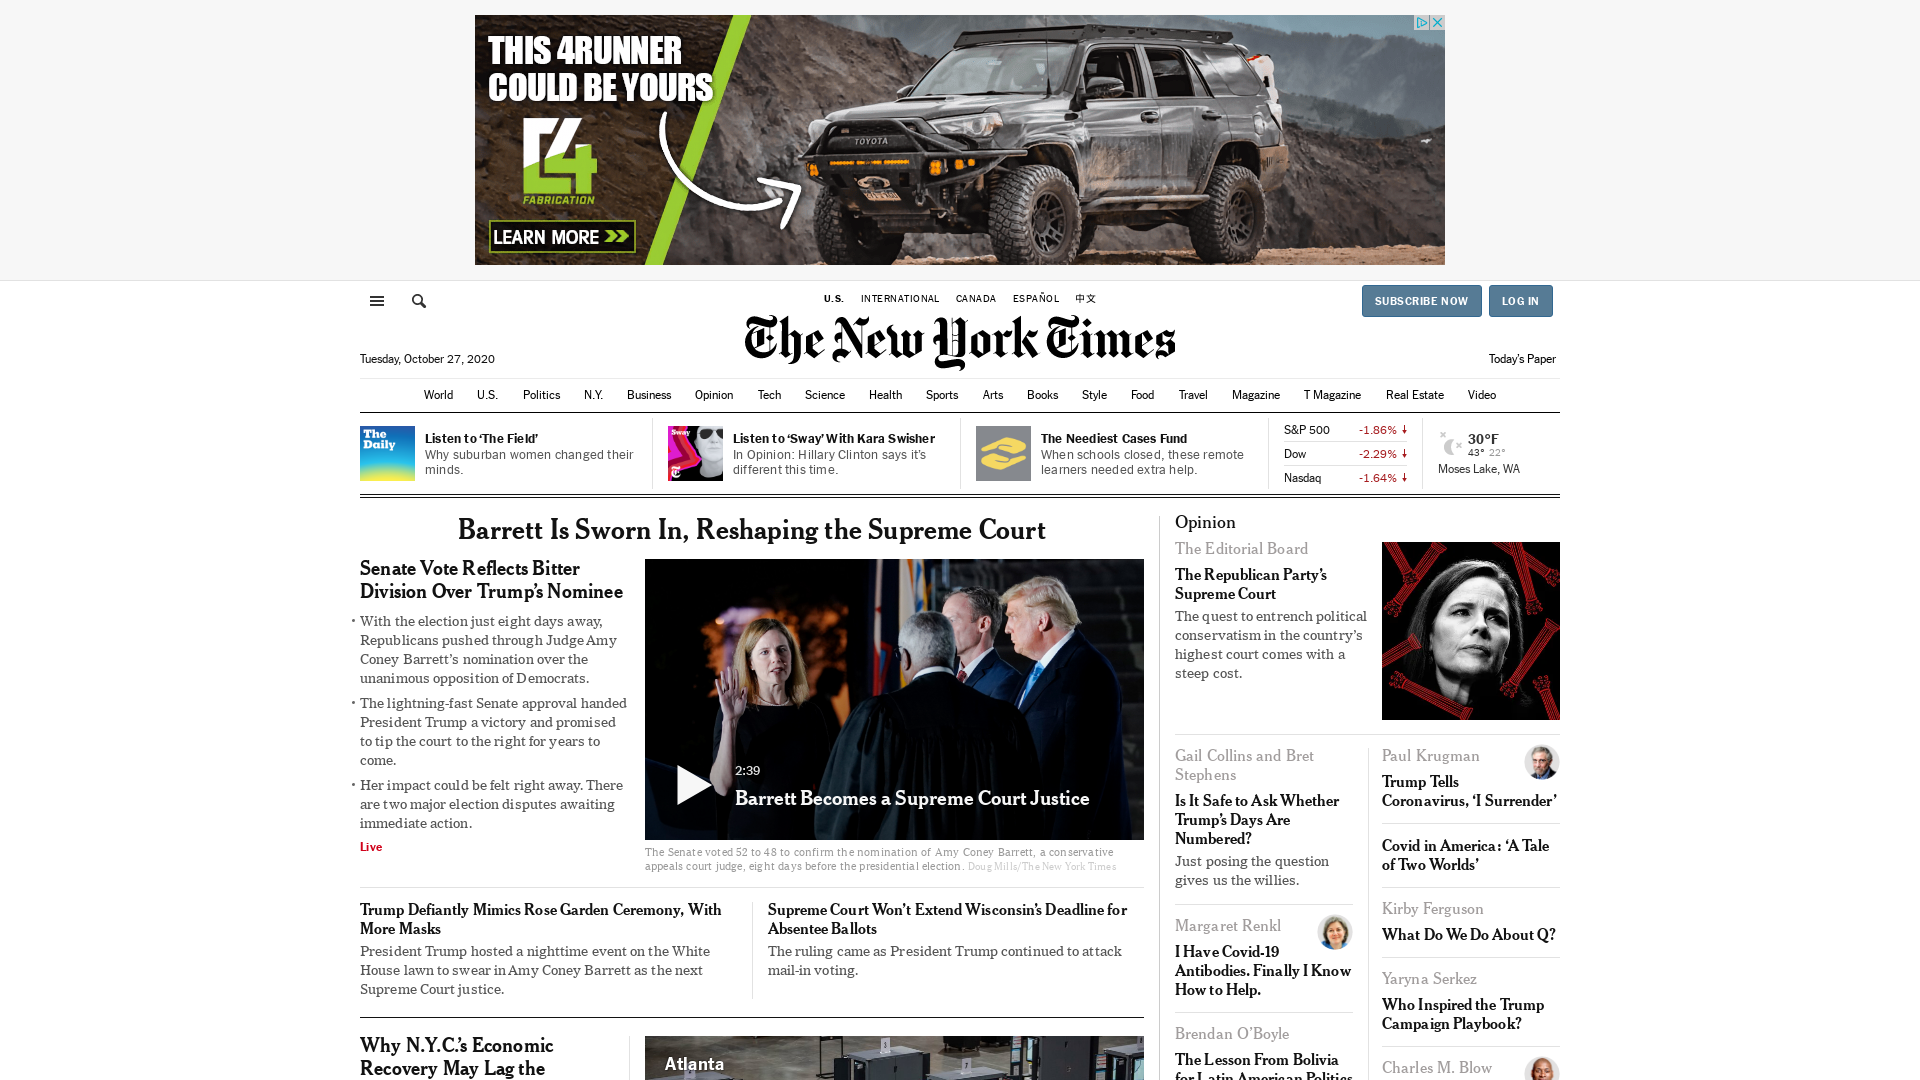 THIS 4RUNNER
COULD BE YOURS
FABRICATION
LEARN MORE
TOYOTA
U.S.
INTERNATIONAL
CANADA
ESPAÑOL
中文
SUBSCRIBE NOW
LOG IN
The New York Times
Tuesday, October 27, 2020
Today's Paper
World
U.S.
Politics
N.Y.
Business
Opinion
Tech
Science
Health
Sports
Arts
Books
Style
Food
Travel
Magazine
T Magazine
Real Estate
Video
The
Daily
Listen to ‘The Field’
Why suburban women changed their
minds.
Sway
Listen to ‘Sway’ With Kara Swisher
In Opinion: Hillary Clinton says it’s
different this time.
The Neediest Cases Fund
When schools closed, these remote
learners needed extra help.
S&P 500 -1.86%
Dow -2.29%
Nasdaq -1.64%
30°F
43° 22°
Moses Lake, WA
Barrett Is Sworn In, Reshaping the Supreme Court
Senate Vote Reflects Bitter
Division Over Trump’s Nominee
• With the election just eight days away,
Republicans pushed through Judge Amy
Coney Barrett’s nomination over the
unanimous opposition of Democrats.
• The lightning-fast Senate approval handed
President Trump a victory and promised
to tip the court to the right for years to
come.
• Her impact could be felt right away. There
are two major election disputes awaiting
immediate action.
Live
2:39
Barrett Becomes a Supreme Court Justice
The Senate voted 52 to 48 to confirm the nomination of Amy Coney Barrett, a conservative
appeals court judge, eight days before the presidential election. Doug Mills/The New York Times
Trump Defiantly Mimics Rose Garden Ceremony, With
More Masks
President Trump hosted a nighttime event on the White
House lawn to swear in Amy Coney Barrett as the next
Supreme Court justice.
Supreme Court Won’t Extend Wisconsin’s Deadline for
Absentee Ballots
The ruling came as President Trump continued to attack
mail-in voting.
Why N.Y.C.’s Economic
Recovery May Lag the
Atlanta
Opinion
The Editorial Board
The Republican Party’s
Supreme Court
The quest to entrench political
conservatism in the country’s
highest court comes with a
steep cost.
Gail Collins and Bret
Stephens
Is It Safe to Ask Whether
Trump’s Days Are
Numbered?
Just posing the question
gives us the willies.
Margaret Renkl
I Have Covid-19
Antibodies. Finally I Know
How to Help.
Brendan O’Boyle
The Lesson From Bolivia
for Latin American Politics
Paul Krugman
Trump Tells
Coronavirus, ‘I Surrender’
Covid in America: ‘A Tale
of Two Worlds’
Kirby Ferguson
What Do We Do About Q?
Yaryna Serkez
Who Inspired the Trump
Campaign Playbook?
Charles M. Blow